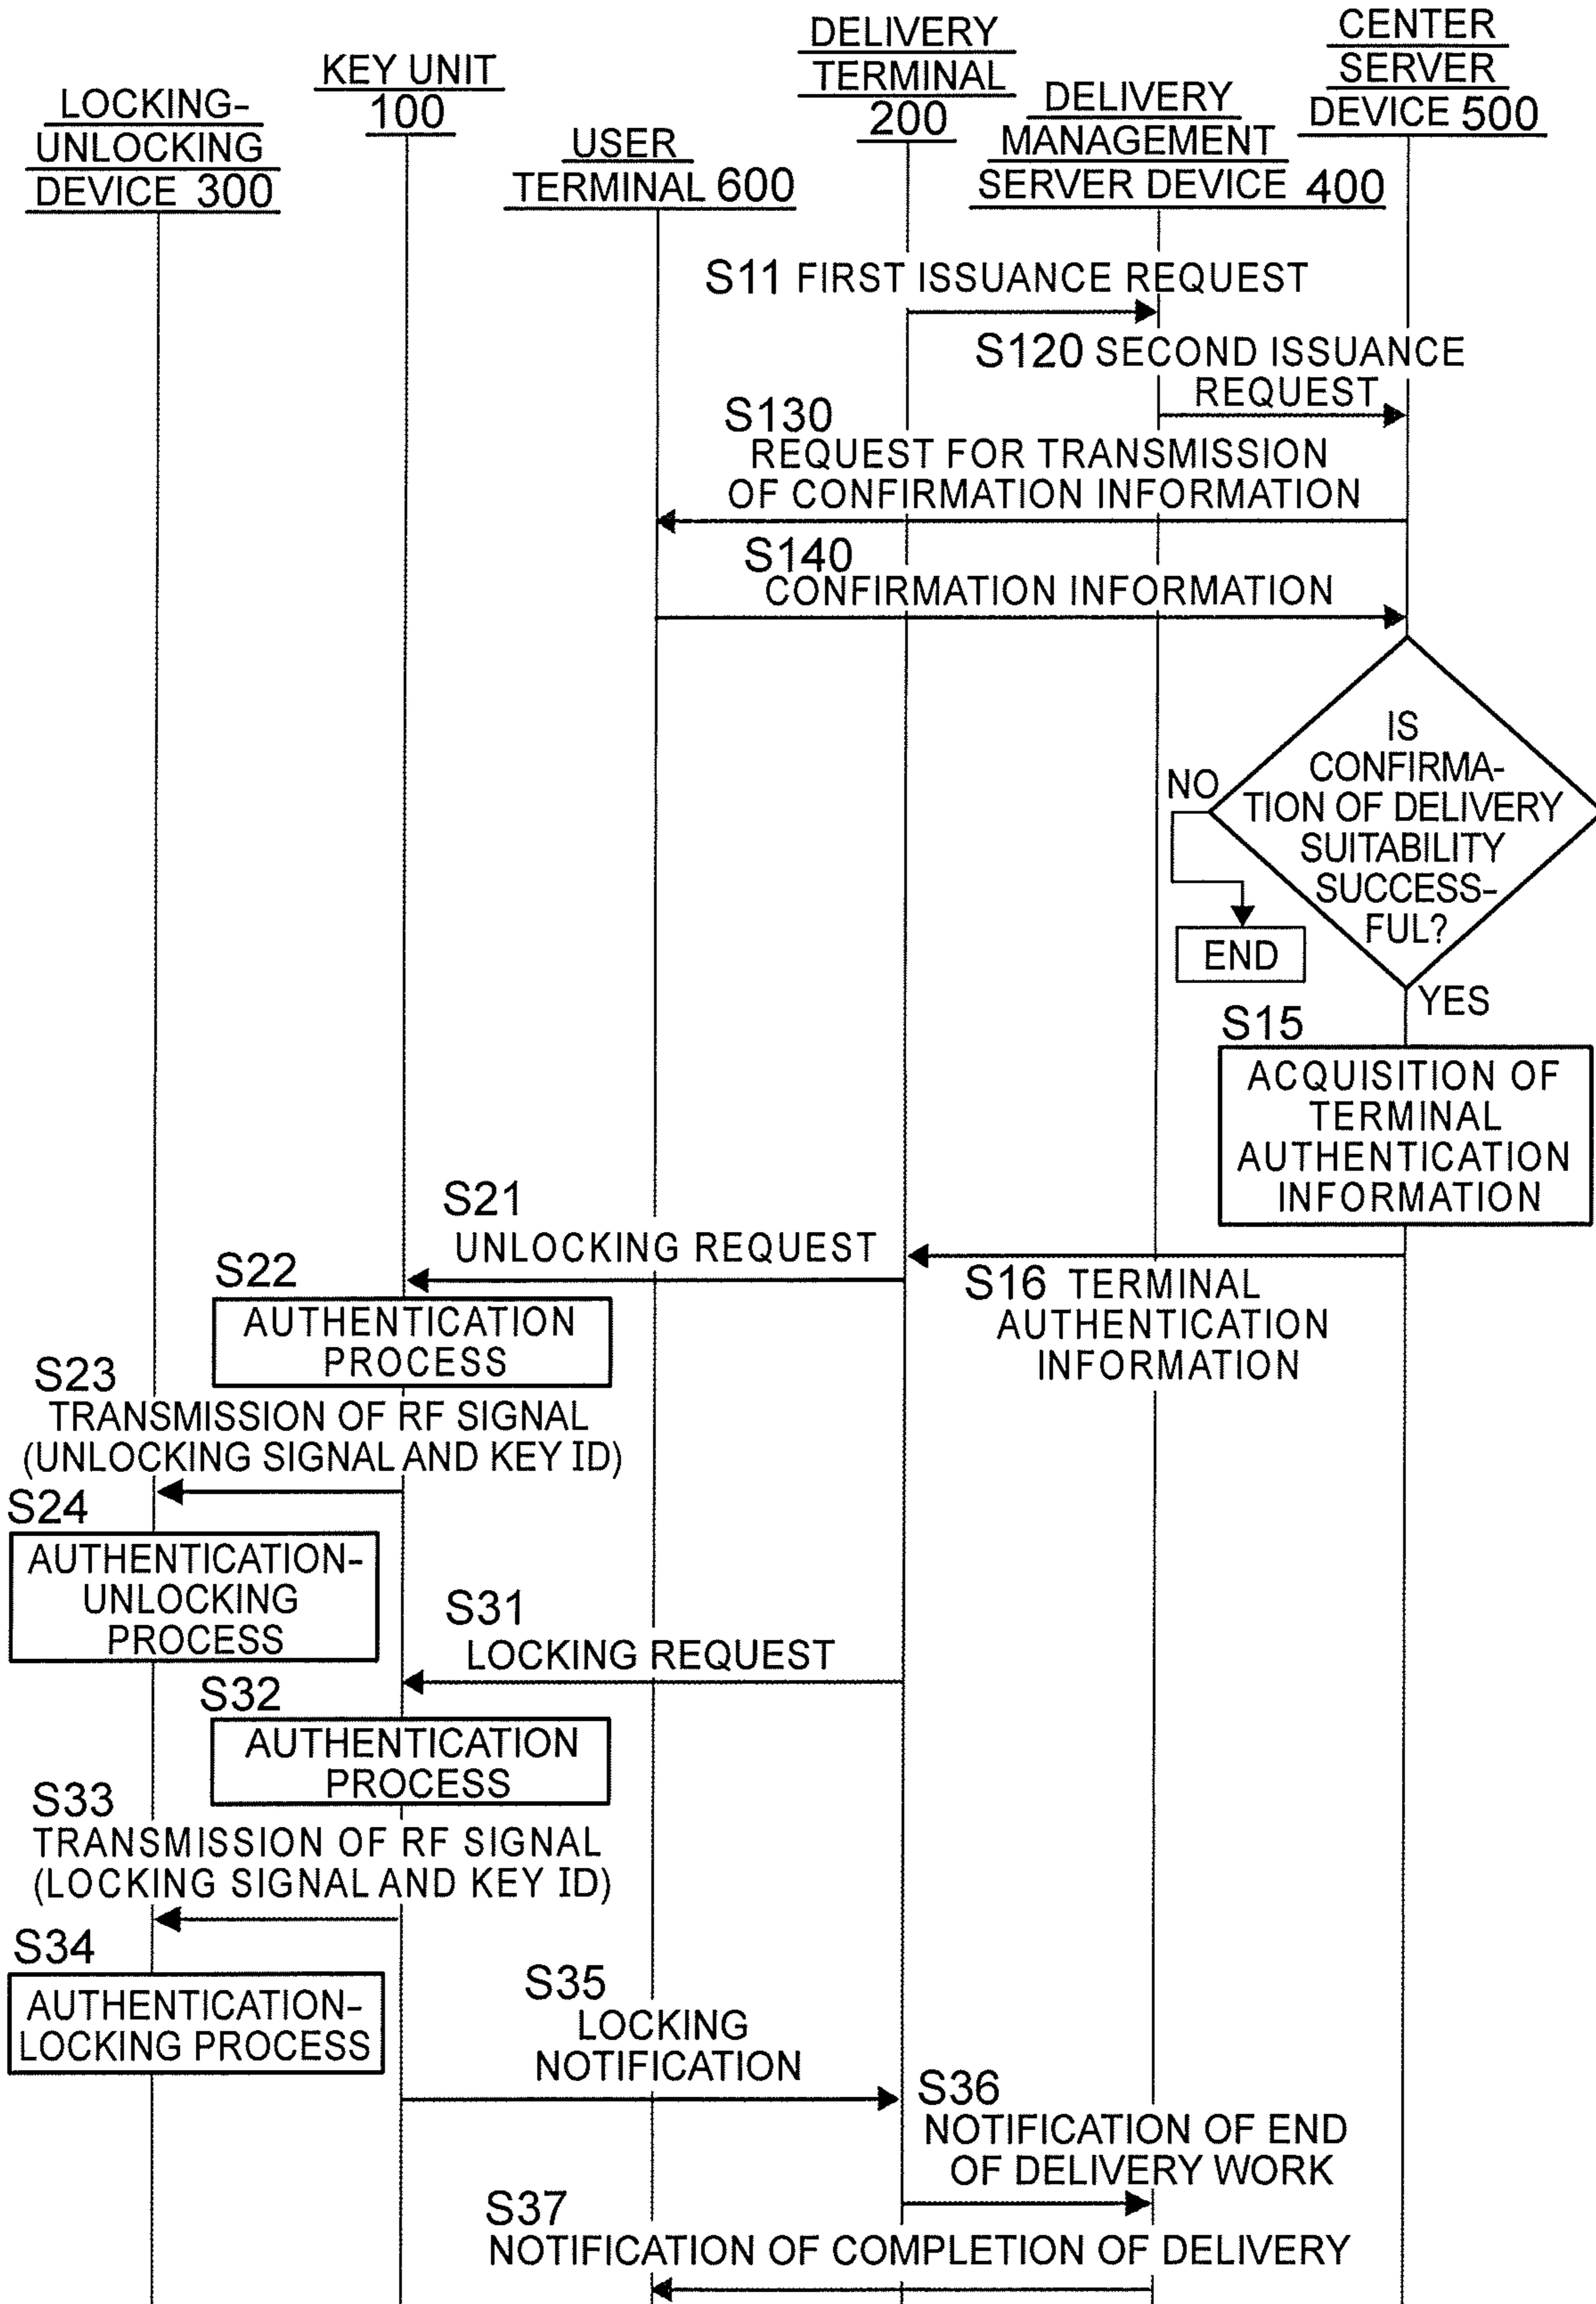 LOCKING-
UNLOCKING
DEVICE 300
KEY UNIT
100
USER
TERMINAL 600
DELIVERY
TERMINAL
200
DELIVERY
MANAGEMENT
SERVER DEVICE 400
CENTER
SERVER
DEVICE 500
S11 FIRST ISSUANCE REQUEST
S120 SECOND ISSUANCE
REQUEST
S130
REQUEST FOR TRANSMISSION
OF CONFIRMATION INFORMATION
S140
CONFIRMATION INFORMATION
IS
CONFIRMA-
TION OF DELIVERY
SUITABILITY
SUCCESS-
FUL?
NO
END
YES
S15
ACQUISITION OF
TERMINAL
AUTHENTICATION
INFORMATION
S16 TERMINAL
AUTHENTICATION
INFORMATION
S21
UNLOCKING REQUEST
S22
AUTHENTICATION
PROCESS
S23
TRANSMISSION OF RF SIGNAL
(UNLOCKING SIGNAL AND KEY ID)
S24
AUTHENTICATION-
UNLOCKING
PROCESS
S31
LOCKING REQUEST
S32
AUTHENTICATION
PROCESS
S33
TRANSMISSION OF RF SIGNAL
(LOCKING SIGNAL AND KEY ID)
S34
AUTHENTICATION-
LOCKING PROCESS
S35
LOCKING
NOTIFICATION
S36
NOTIFICATION OF END
OF DELIVERY WORK
S37
NOTIFICATION OF COMPLETION OF DELIVERY